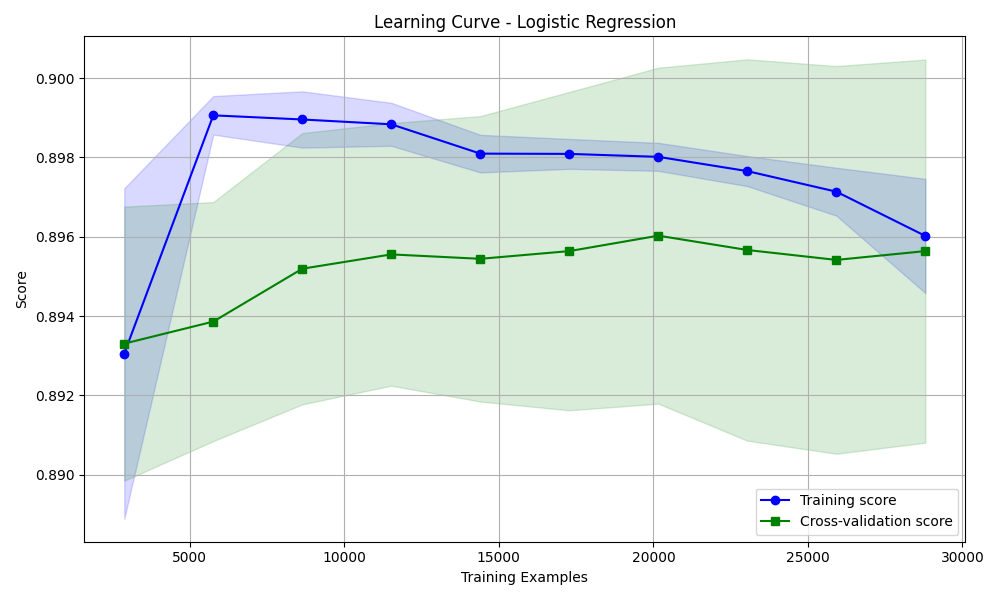 Learning Curve - Logistic Regression
Score
0.900
0.898
0.896
0.894
0.892
0.890
5000 10000 15000 20000 25000 30000
Training Examples
Training score
Cross-validation score